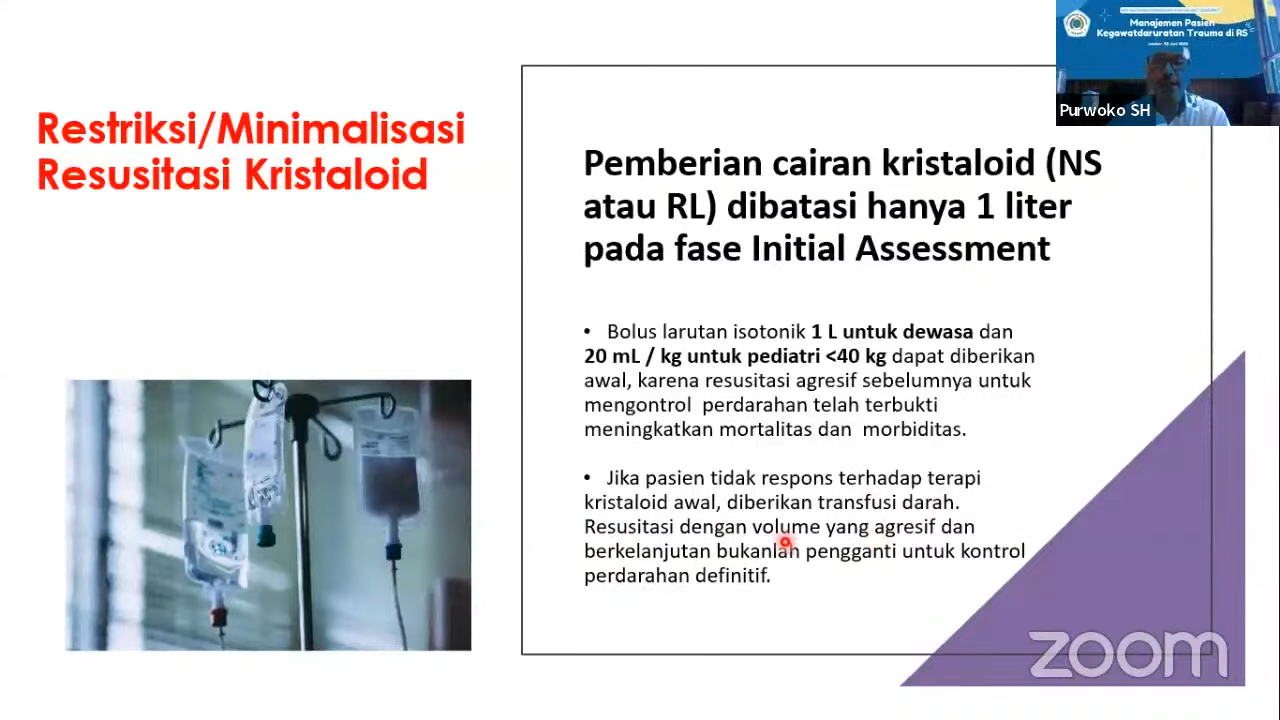 Manajemen Pasien
Kegawatdaruratan Trauma di RS
Purwoko SH
Restriksi/Minimalisasi
Resusitasi Kristaloid
Pemberian cairan kristaloid (NS
atau RL) dibatasi hanya 1 liter
pada fase Initial Assessment
• Bolus larutan isotonik 1 L untuk dewasa dan
20 mL / kg untuk pediatri <40 kg dapat diberikan
awal, karena resusitasi agresif sebelumnya untuk
mengontrol perdarahan telah terbukti
meningkatkan mortalitas dan morbiditas.
• Jika pasien tidak respons terhadap terapi
kristaloid awal, diberikan transfusi darah.
Resusitasi dengan volume yang agresif dan
berkelanjutan bukanlah pengganti untuk kontrol
perdarahan definitif.
zoom